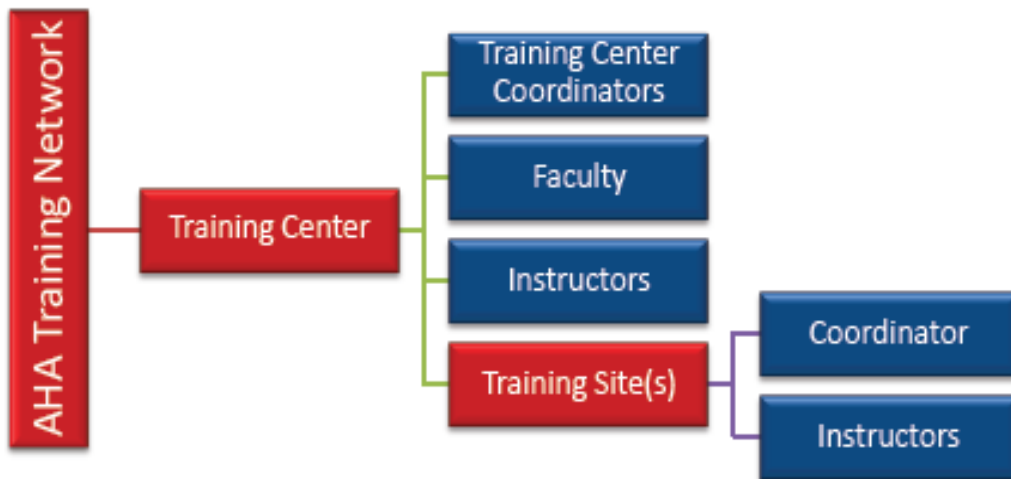 AHA Training Network
Training Center
Training Center
Coordinators
Faculty
Instructors
Training Site(s)
Coordinator
Instructors